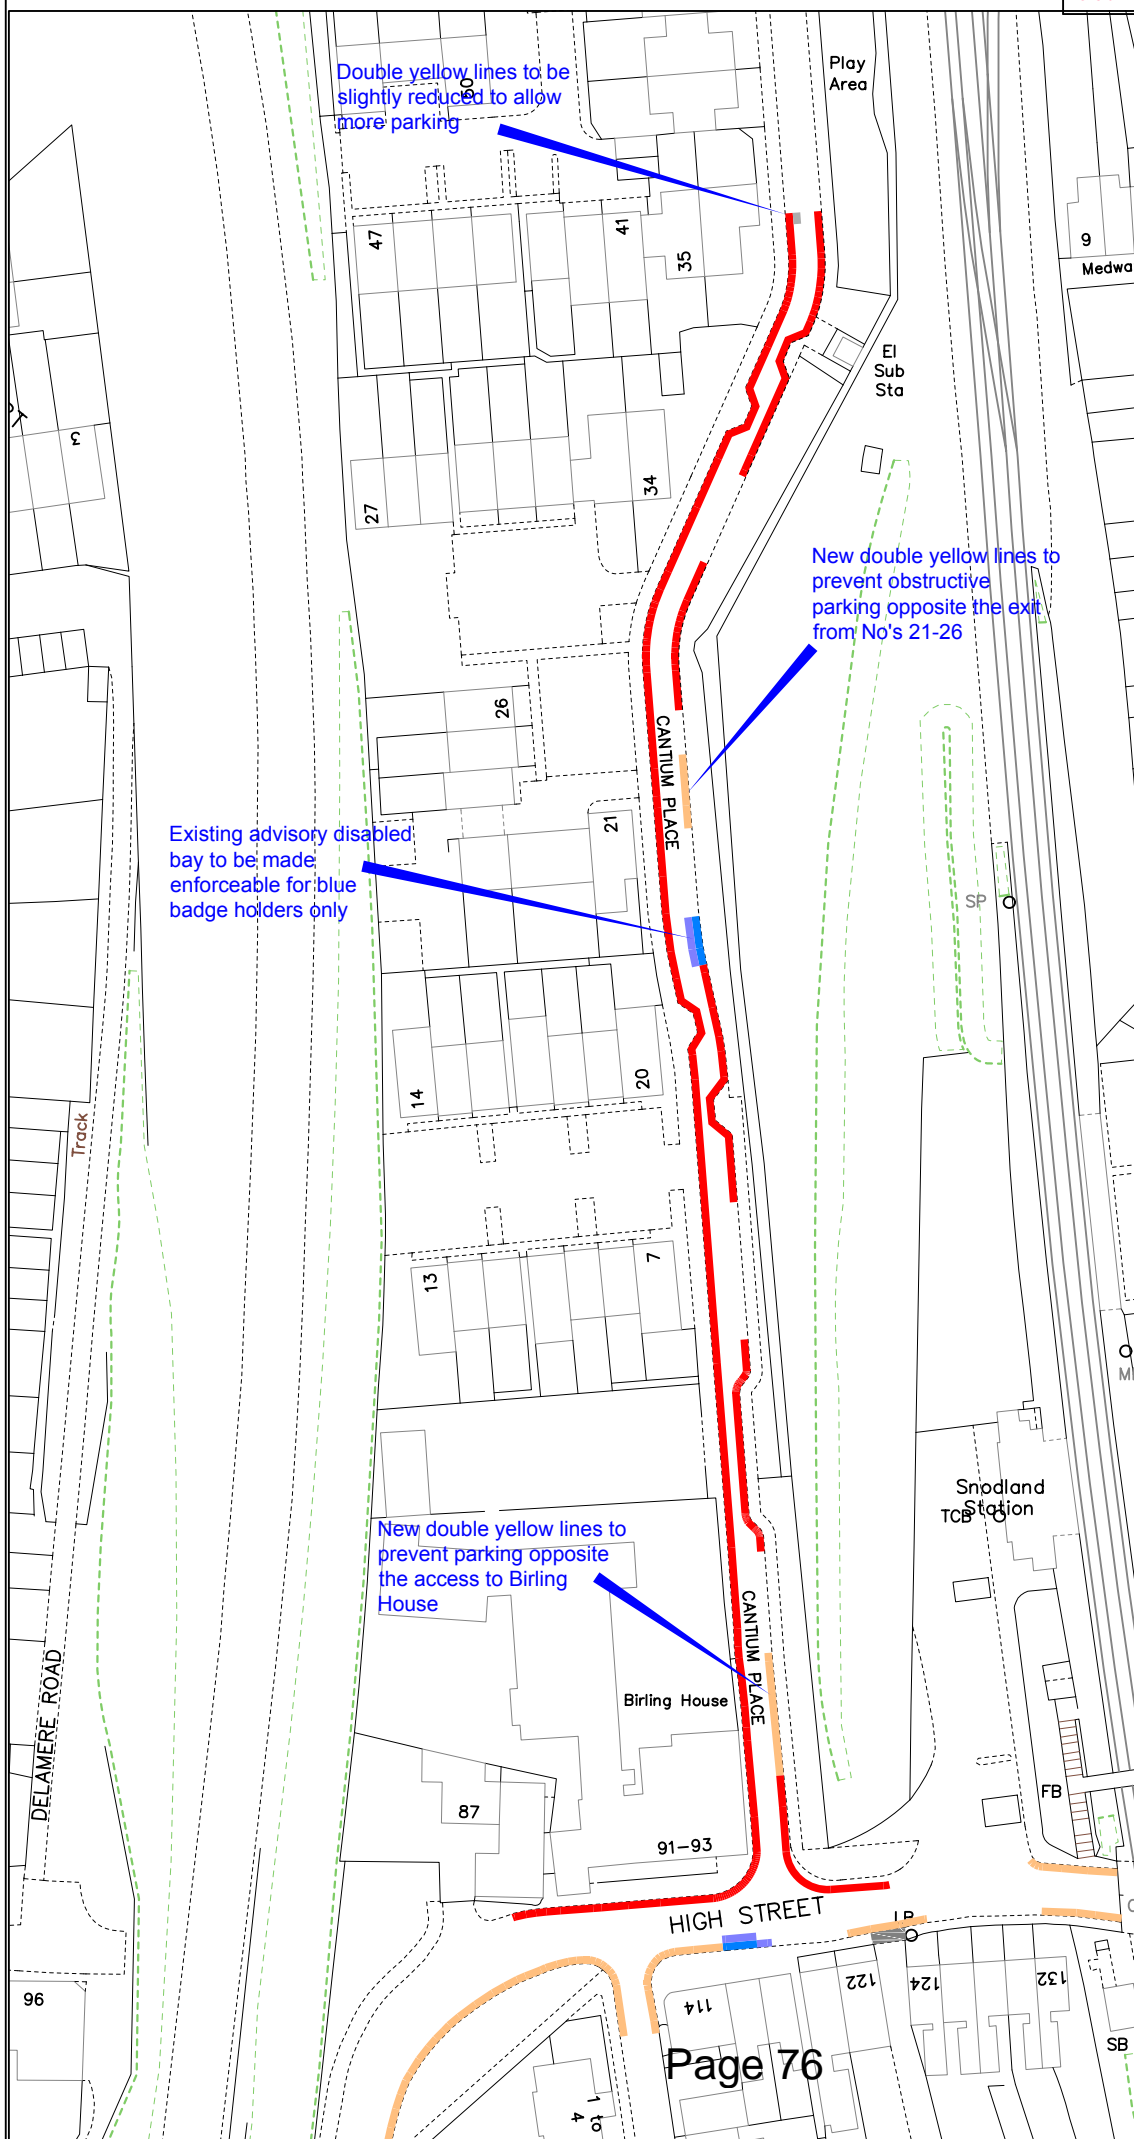 Play
Area
Double yellow lines to be
slightly reduced to allow
more parking
50
47
41
35
9
Medwa
El
Sub
Sta
3
27
34
New double yellow lines to
prevent obstructive
parking opposite the exit
from No's 21-26
26
CANTIUM PLACE
21
Existing advisory disabled
bay to be made
enforceable for blue
badge holders only
SP
14
20
Track
13
7
Snodland
Station
TCB
New double yellow lines to
prevent parking opposite
the access to Birling
House
CANTIUM PLACE
Birling House
DELAMERE ROAD
87
FB
91-93
HIGH STREET
LB
96
114
122
124
132
SB
Page 76
1 to
4